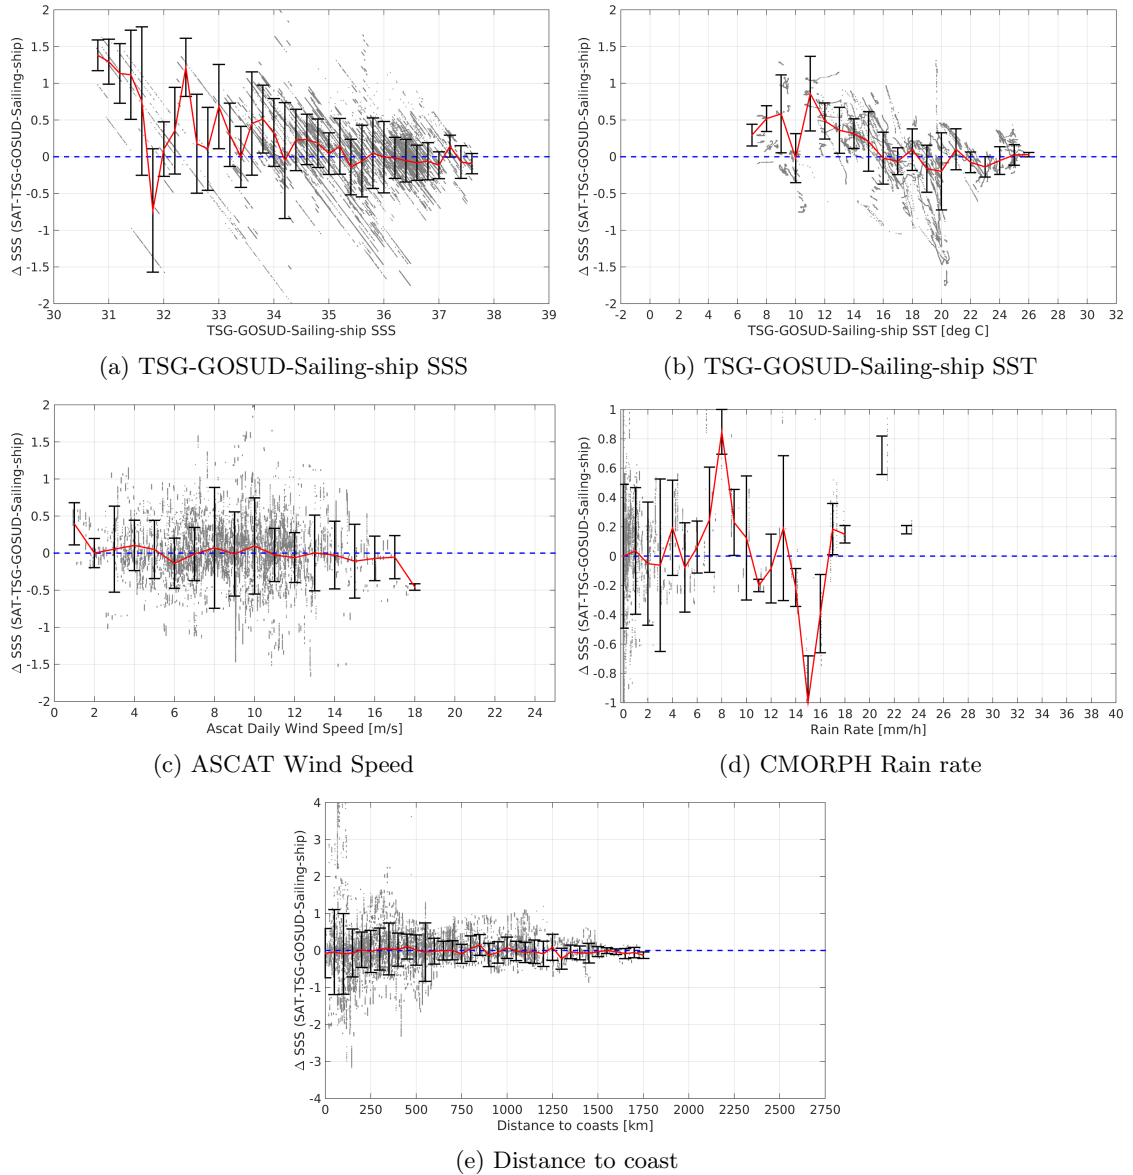 2
1.5
1
0.5
0
-0.5
-1
-1.5
-2
Δ SSS (SAT-TSG-GOSUD-Sailing-ship)
30 31 32 33 34 35 36 37 38 39
TSG-GOSUD-Sailing-ship SSS
(a) TSG-GOSUD-Sailing-ship SSS
2
1.5
1
0.5
0
-0.5
-1
-1.5
-2
Δ SSS (SAT-TSG-GOSUD-Sailing-ship)
-2 0 2 4 6 8 10 12 14 16 18 20 22 24 26 28 30 32
TSG-GOSUD-Sailing-ship SST [deg C]
(b) TSG-GOSUD-Sailing-ship SST
2
1.5
1
0.5
0
-0.5
-1
-1.5
-2
Δ SSS (SAT-TSG-GOSUD-Sailing-ship)
0 2 4 6 8 10 12 14 16 18 20 22 24
Ascat Daily Wind Speed [m/s]
(c) ASCAT Wind Speed
1
0.8
0.6
0.4
0.2
0
-0.2
-0.4
-0.6
-0.8
-1
Δ SSS (SAT-TSG-GOSUD-Sailing-ship)
0 2 4 6 8 10 12 14 16 18 20 22 24 26 28 30 32 34 36 38 40
Rain Rate [mm/h]
(d) CMORPH Rain rate
4
3
2
1
0
-1
-2
-3
-4
Δ SSS (SAT-TSG-GOSUD-Sailing-ship)
0 250 500 750 1000 1250 1500 1750 2000 2250 2500 2750
Distance to coasts [km]
(e) Distance to coast